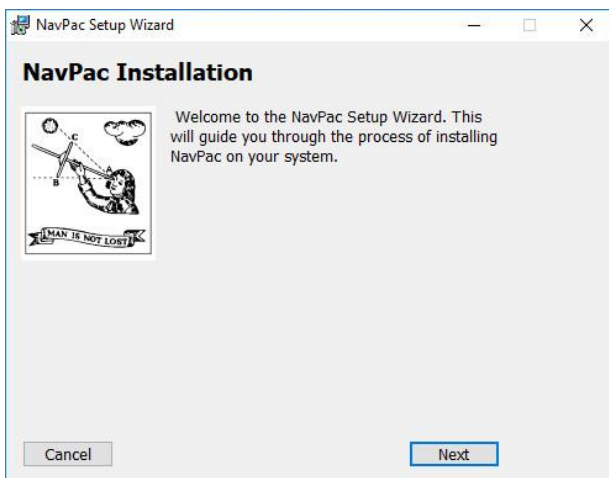 NavPac Setup Wizard
NavPac Installation
Welcome to the NavPac Setup Wizard. This
will guide you through the process of installing
NavPac on your system.
C
A
B
MAN IS NOT LOST
Cancel
Next